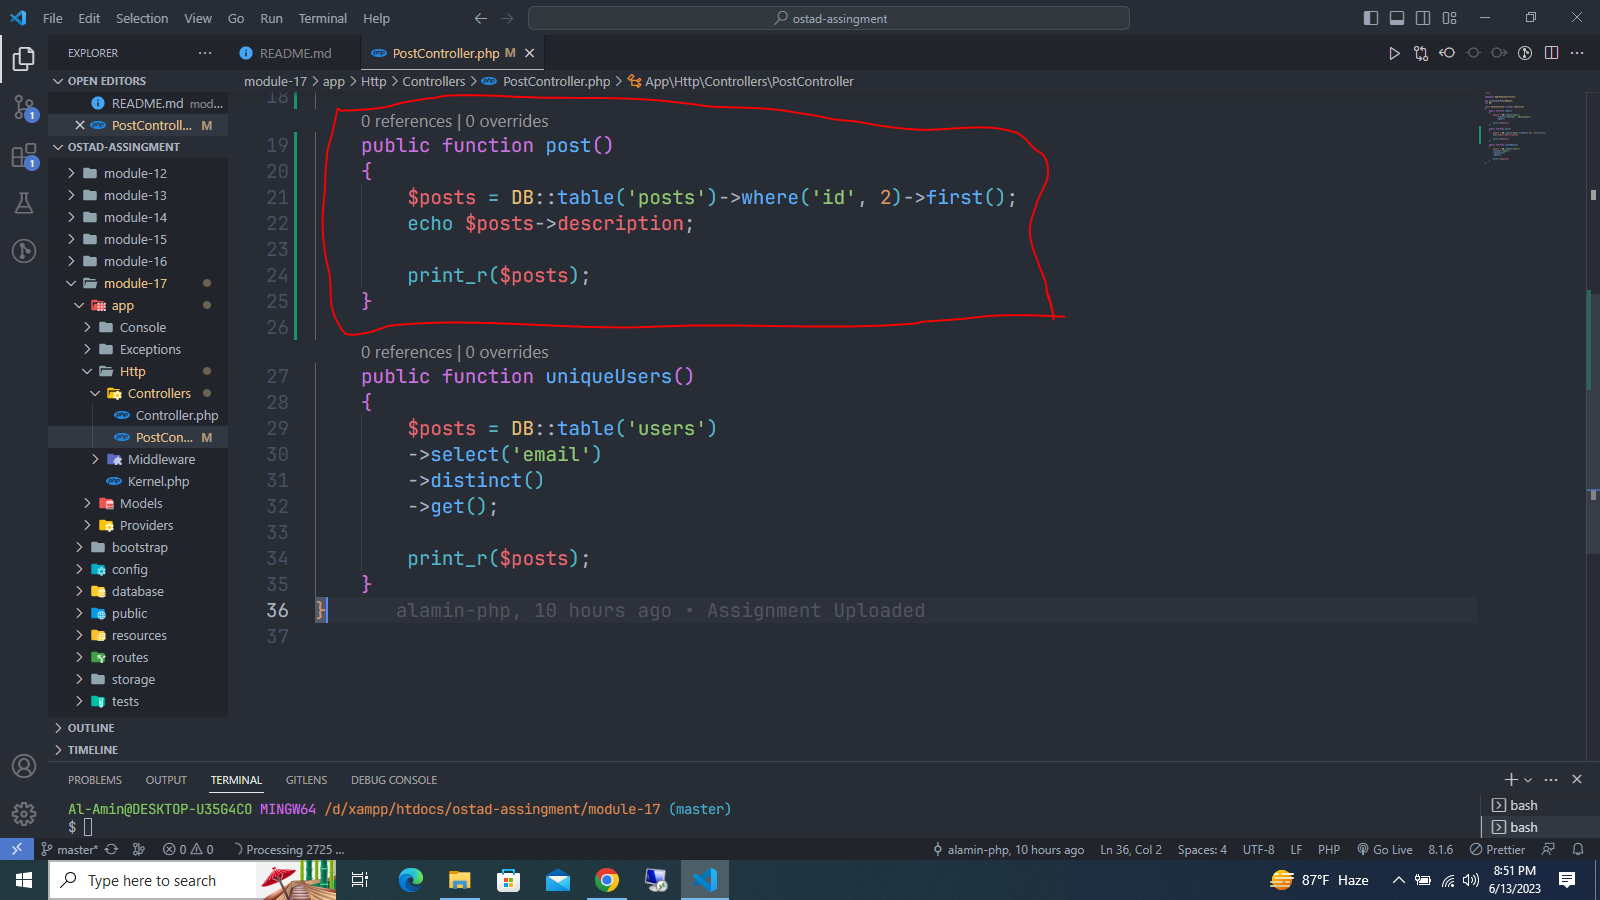 File Edit Selection View Go Run Terminal Help
ostad-assingment
EXPLORER
README.md
PostController.php M
OPEN EDITORS
README.md mod...
PostControll... M
OSTAD-ASSINGMENT
module-12
module-13
module-14
module-15
module-16
module-17
app
Console
Exceptions
Http
Controllers
Controller.php
PostCon... M
Middleware
Kernel.php
Models
Providers
bootstrap
config
database
public
resources
routes
storage
tests
OUTLINE
TIMELINE
module-17 > app > Http > Controllers > PostController.php > App\Http\Controllers\PostController
18
0 references | 0 overrides
19 public function post()
20 {
21 $posts = DB::table('posts')->where('id', 2)->first();
22 echo $posts->description;
23
24 print_r($posts);
25 }
26
0 references | 0 overrides
27 public function uniqueUsers()
28 {
29 $posts = DB::table('users')
30 ->select('email')
31 ->distinct()
32 ->get();
33
34 print_r($posts);
35 }
36 } alamin-php, 10 hours ago • Assignment Uploaded
37
PROBLEMS OUTPUT TERMINAL GITLENS DEBUG CONSOLE
Al-Amin@DESKTOP-U35G4CO MINGW64 /d/xampp/htdocs/ostad-assingment/module-17 (master)
$
bash
bash
master* 0 0 Processing 2725 ...
alamin-php, 10 hours ago Ln 36, Col 2 Spaces: 4 UTF-8 LF PHP Go Live 8.1.6 Prettier
Type here to search
87°F Haze
8:51 PM
6/13/2023